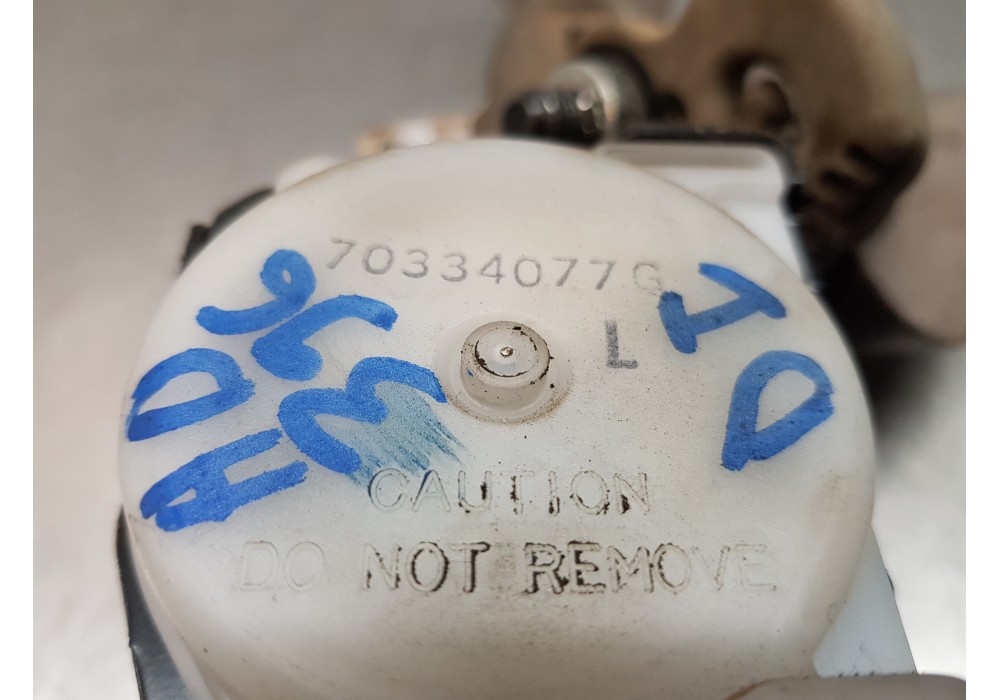 70334077G
L
CAUTION
DO NOT REMOVE